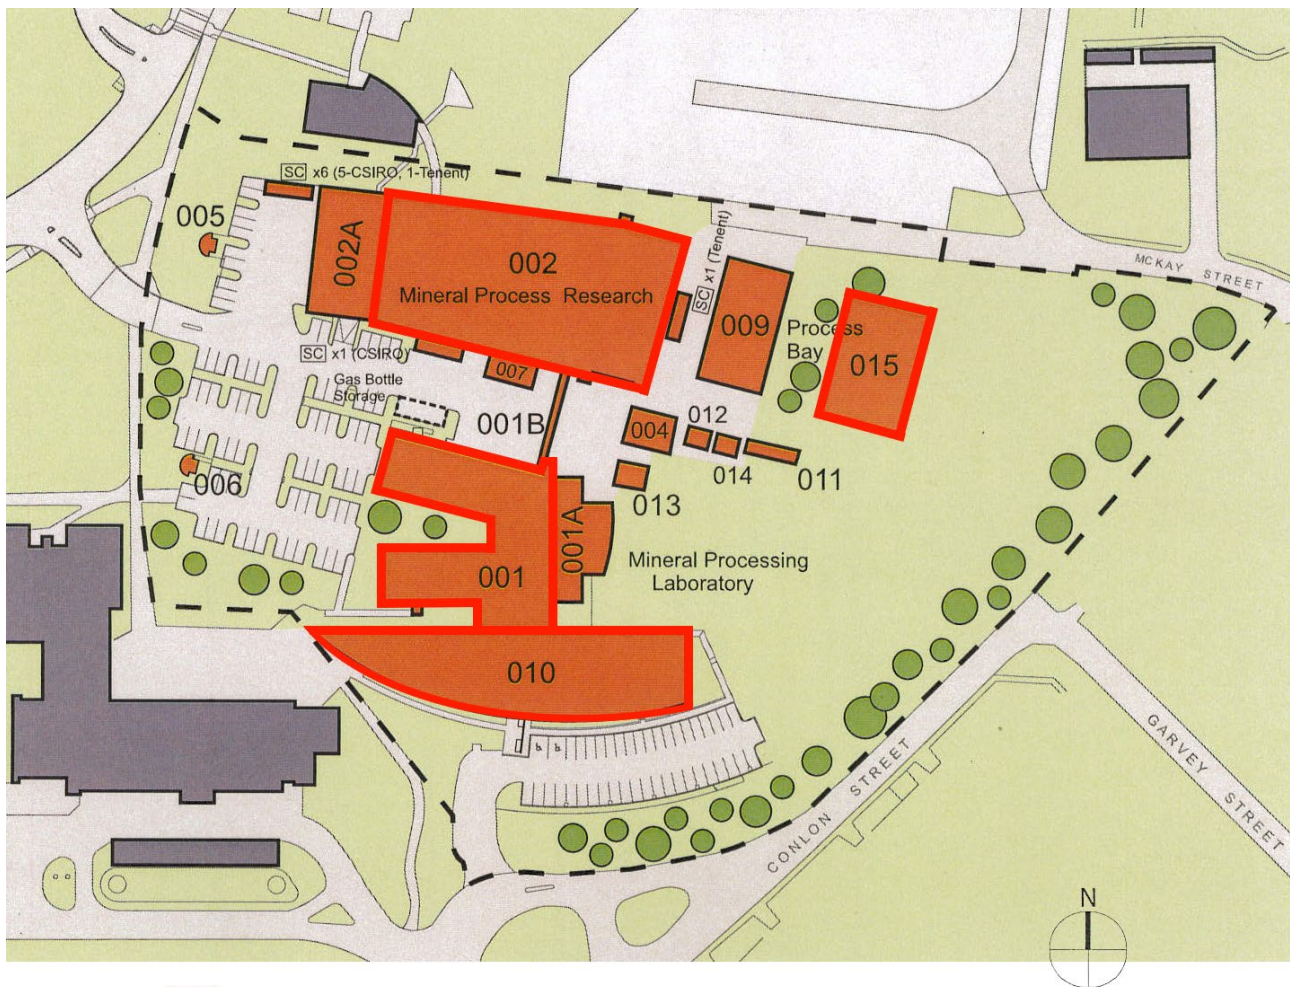 SC x6 (5-CSIRO, 1-Tenent)
005
002A
002
Mineral Process Research
SC x1 (Tenent)
MCKAY STREET
009
Process
Bay
015
SC x1 (CSIRO)
007
Gas Bottle
Storage
001B
004
012
014
011
006
013
001A
001
Mineral Processing
Laboratory
010
CONLON STREET
GARVEY STREET
N